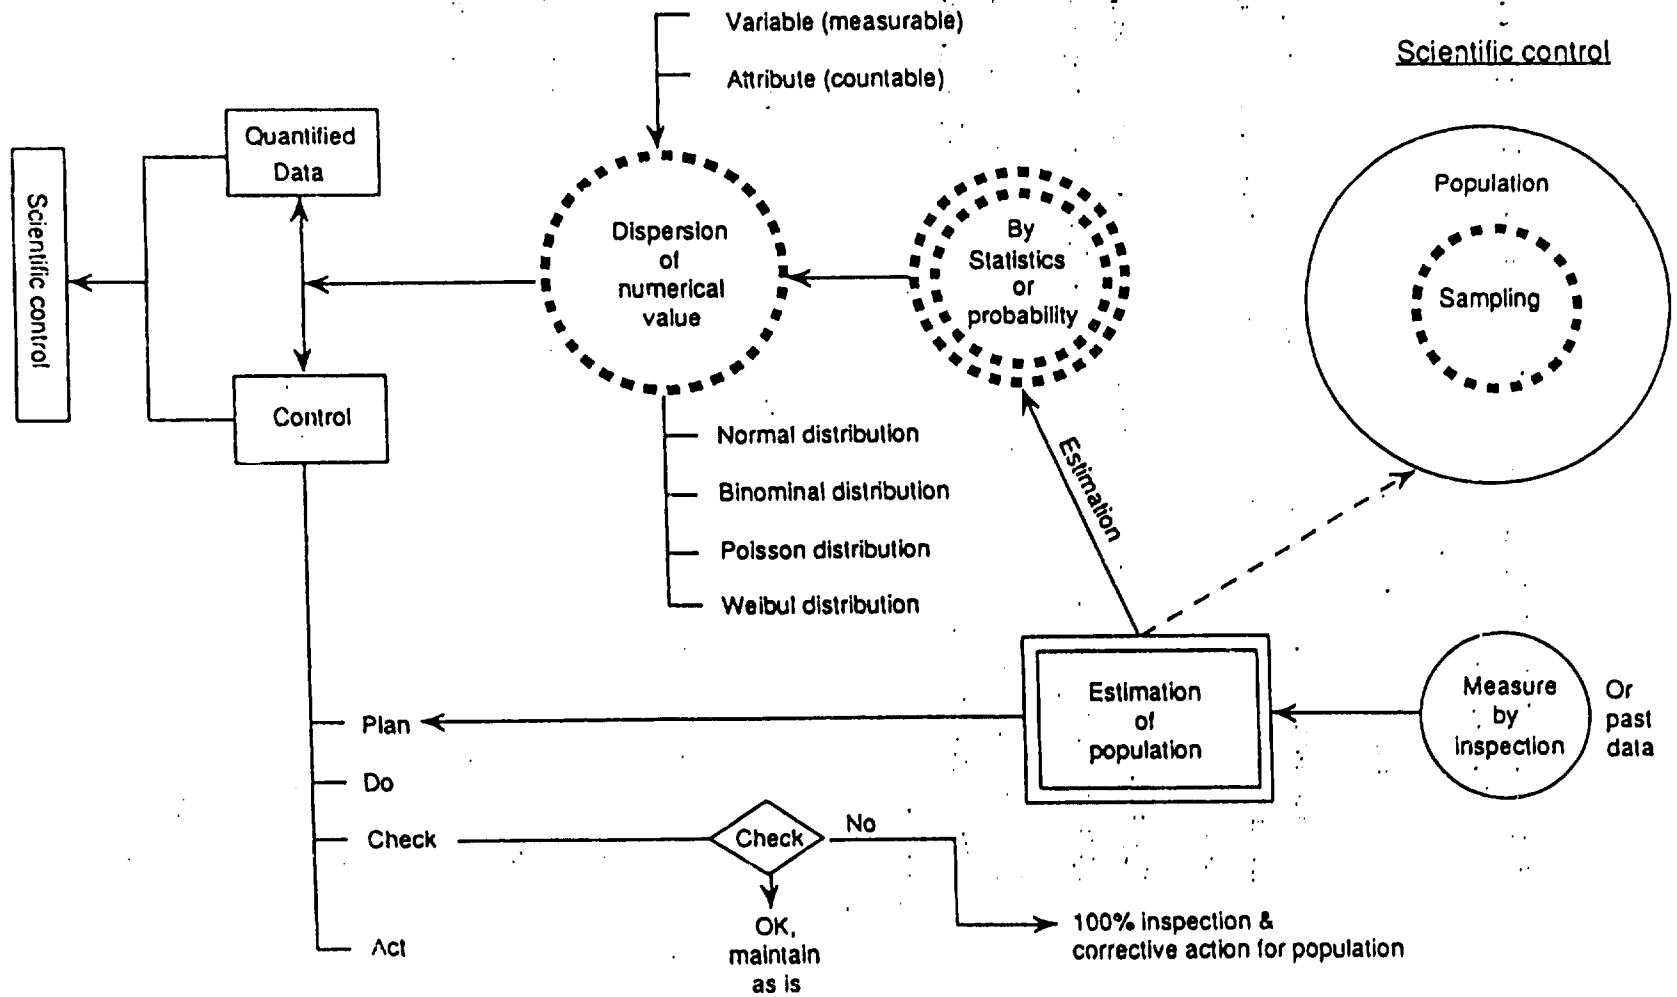 Scientific control
Variable (measurable)
Attribute (countable)
Scientific control
Quantified
Data
Control
Dispersion
of
numerical
value
By
Statistics
or
probability
Population
Sampling
Normal distribution
Binominal distribution
Poisson distribution
Weibul distribution
Estimation
Estimation
of
population
Measure
by
inspection
Or
past
data
Plan
Do
Check
Act
Check
No
OK,
maintain
as is
100% inspection &
corrective action for population